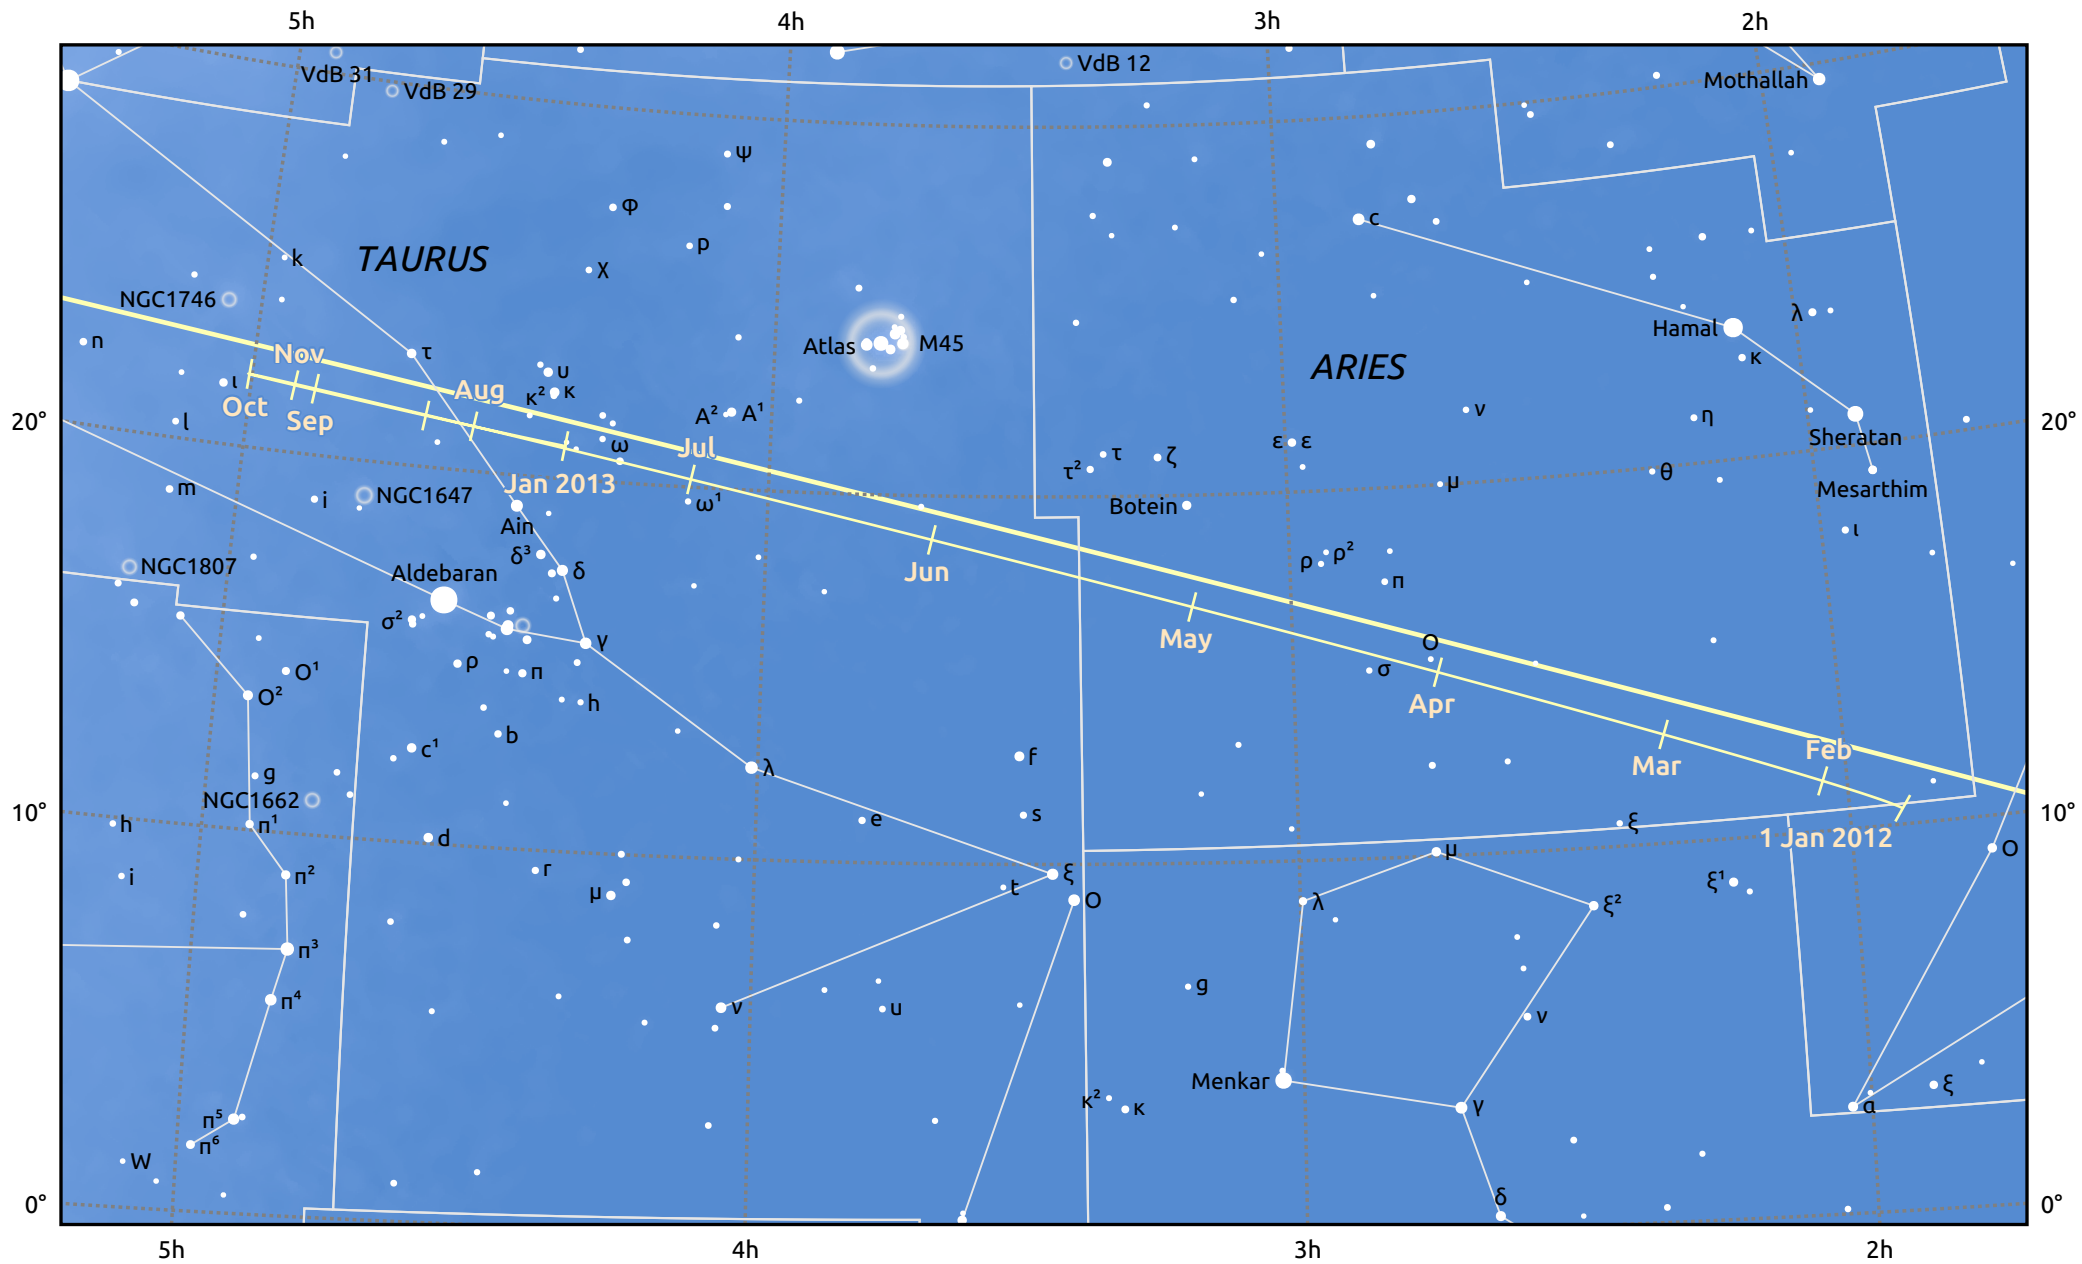 5h 4h 3h 2h
VdB 31
VdB 12
Mothallah
VdB 29
ψ
φ
c
p
TAURUS
k
χ
NGC1746
λ
Hamal
n
Atlas
M45
Nov
τ
κ
ARIES
υ
ι
Aug
κ² κ
Oct
A² A¹
ν
η
20°
l
Sep
20°
Sheratan
ω
Jul
ε ε
τ
ζ
τ²
θ
m
Jan 2013
μ
Mesarthim
i
NGC1647
ω¹
Botein
Ain
ι
δ³
ρ ρ²
NGC1807
Aldebaran
δ
Jun
π
σ²
May
γ
O
ρ
π
O¹
σ
O²
h
Apr
b
c¹
f
Feb
λ
Mar
g
NGC1662
10°
h
π¹
s
e
ξ
10°
d
1 Jan 2012
μ
O
r
i
π²
t
ξ
ξ¹
μ
O
λ
ξ²
π³
g
π⁴
ν
u
ν
Menkar
κ²
κ
γ
α
ξ
π⁵
π⁶
W
δ
0°
0°
5h 4h 3h 2h